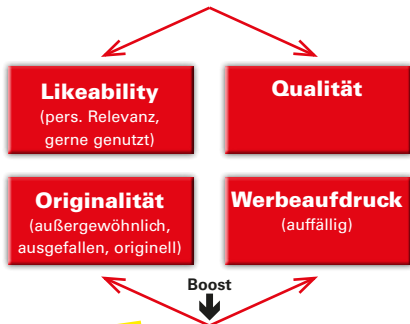 Likeability
(pers. Relevanz,
gerne genutzt)
Qualität
Originalität
(außergewöhnlich,
ausgefallen, originell)
Werbeaufdruck
(auffällig)
Boost